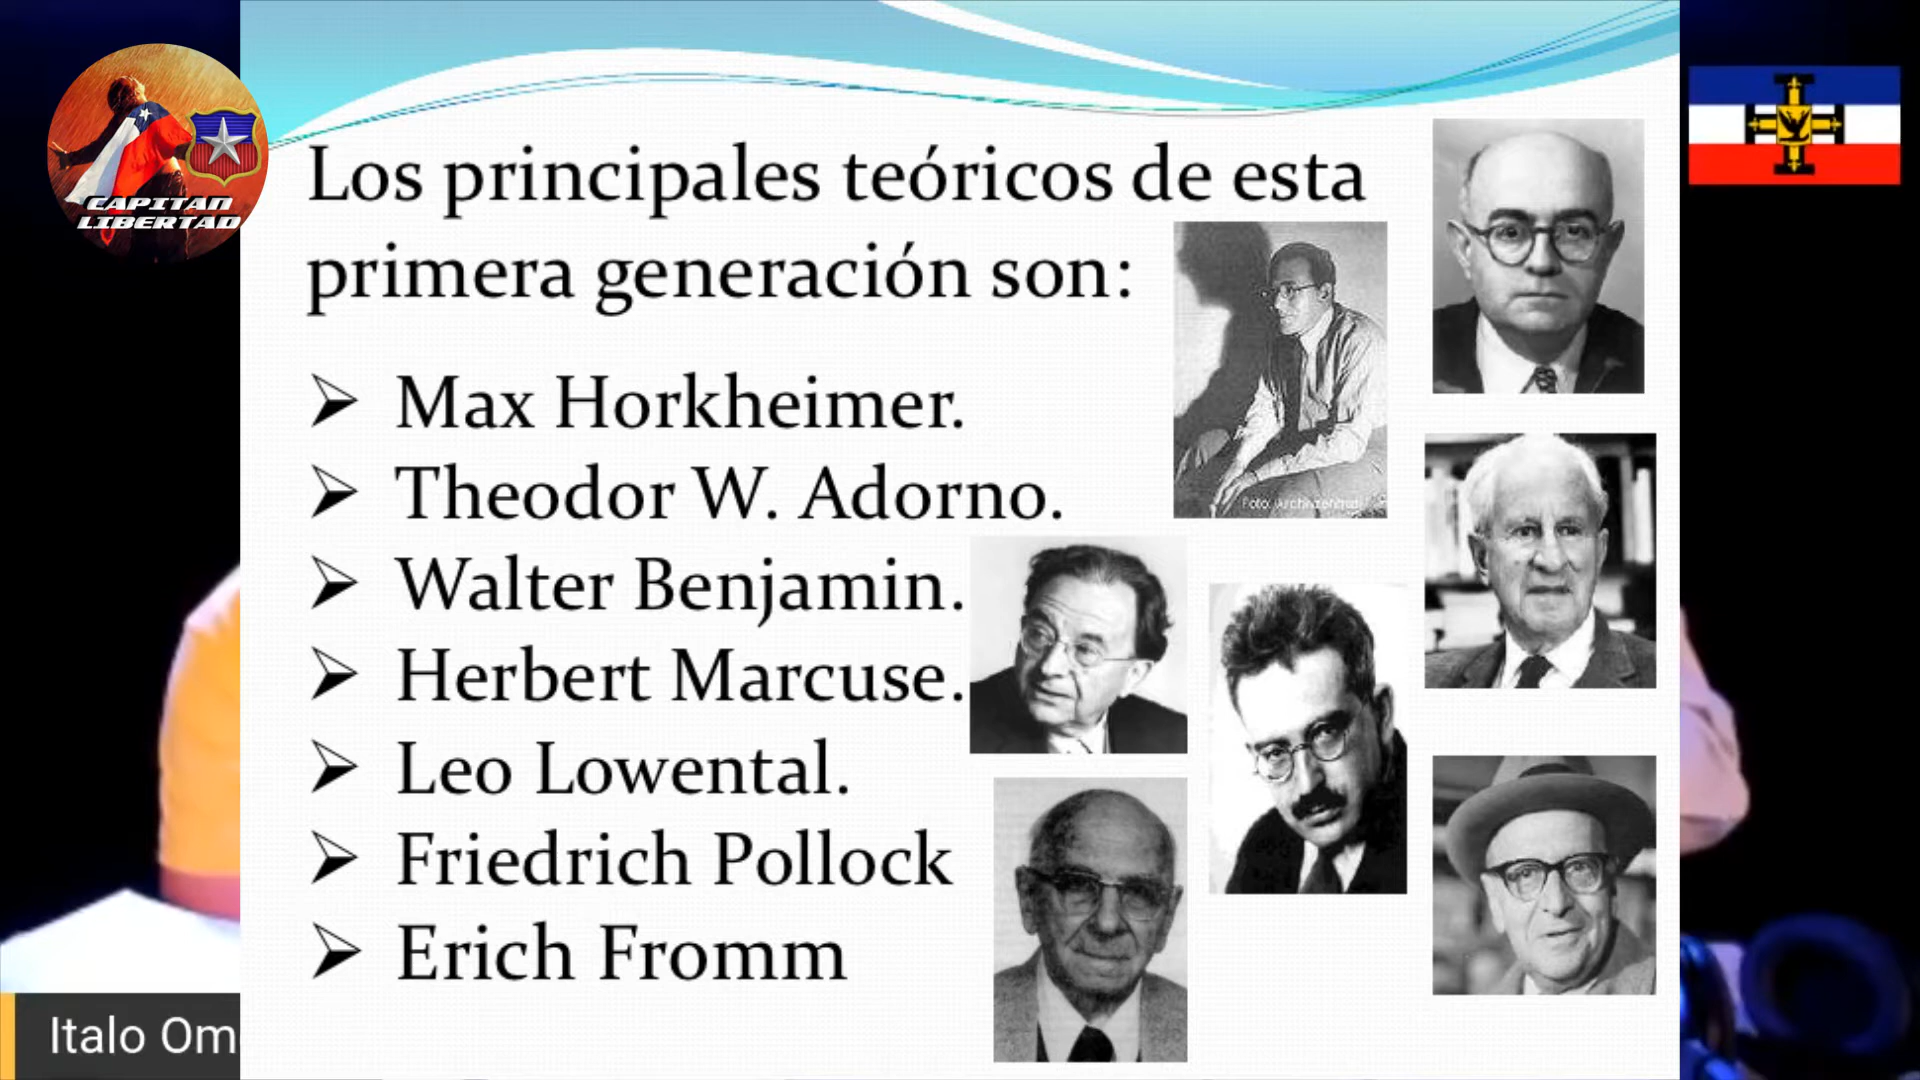 CAPITAN
LIBERTAD
Los principales teóricos de esta
primera generación son:
Max Horkheimer.
Theodor W. Adorno.
Walter Benjamin.
Herbert Marcuse.
Leo Lowental.
Friedrich Pollock
Erich Fromm
Italo Om